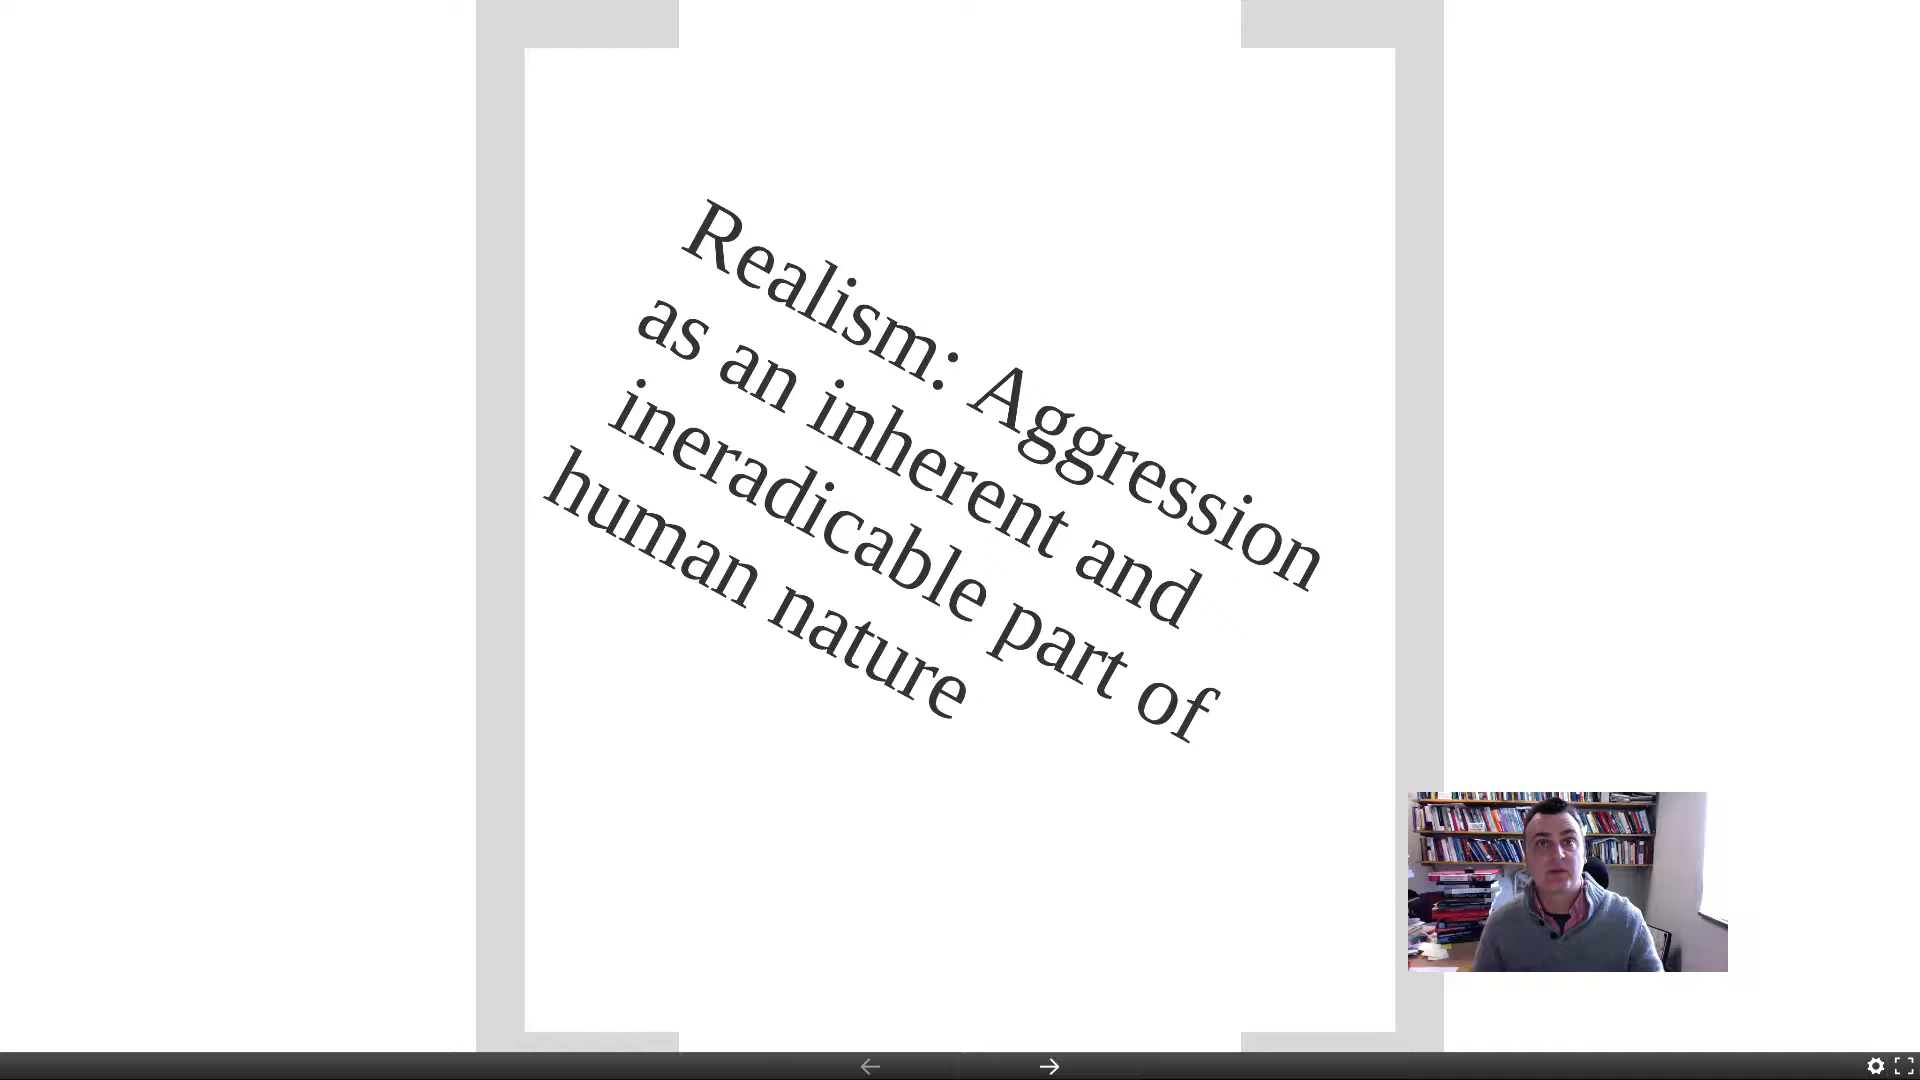 Realism: Aggression
as an inherent and
ineradicable part of
human nature